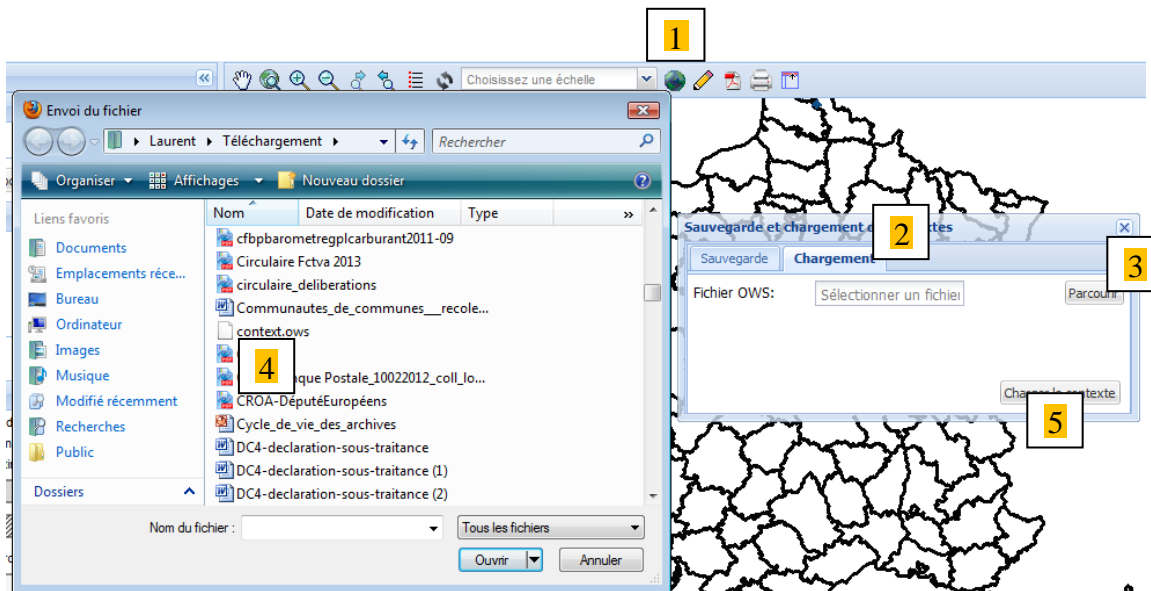 1
Choisissez une échelle
Envoi du fichier
Laurent Téléchargement
Rechercher
Organiser Affichages Nouveau dossier
Liens favoris
Documents
Emplacements réce...
Bureau
Ordinateur
Images
Musique
Modifié récemment
Recherches
Public
Dossiers
Nom Date de modification Type »
cfbpbarometregplcarburant2011-09
Circulaire Fctva 2013
circulaire_deliberations
Communautes_de_communes__recole...
context.ows
4
Postale_10022012_coll_lo...
CROA-DéputéEuropéens
Cycle_de_vie_des_archives
DC4-declaration-sous-traitance
DC4-declaration-sous-traitance (1)
DC4-declaration-sous-traitance (2)
Nom du fichier :
Tous les fichiers
Ouvrir Annuler
Sauvegarde et chargement
2
Sauvegarde Chargement
3
Fichier OWS: Sélectionner un fichier
Parcourir
contexte
5